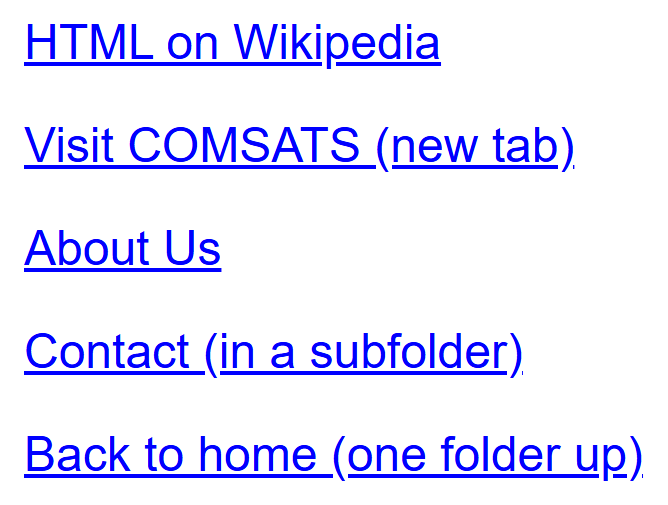 HTML on Wikipedia
Visit COMSATS (new tab)
About Us
Contact (in a subfolder)
Back to home (one folder up)